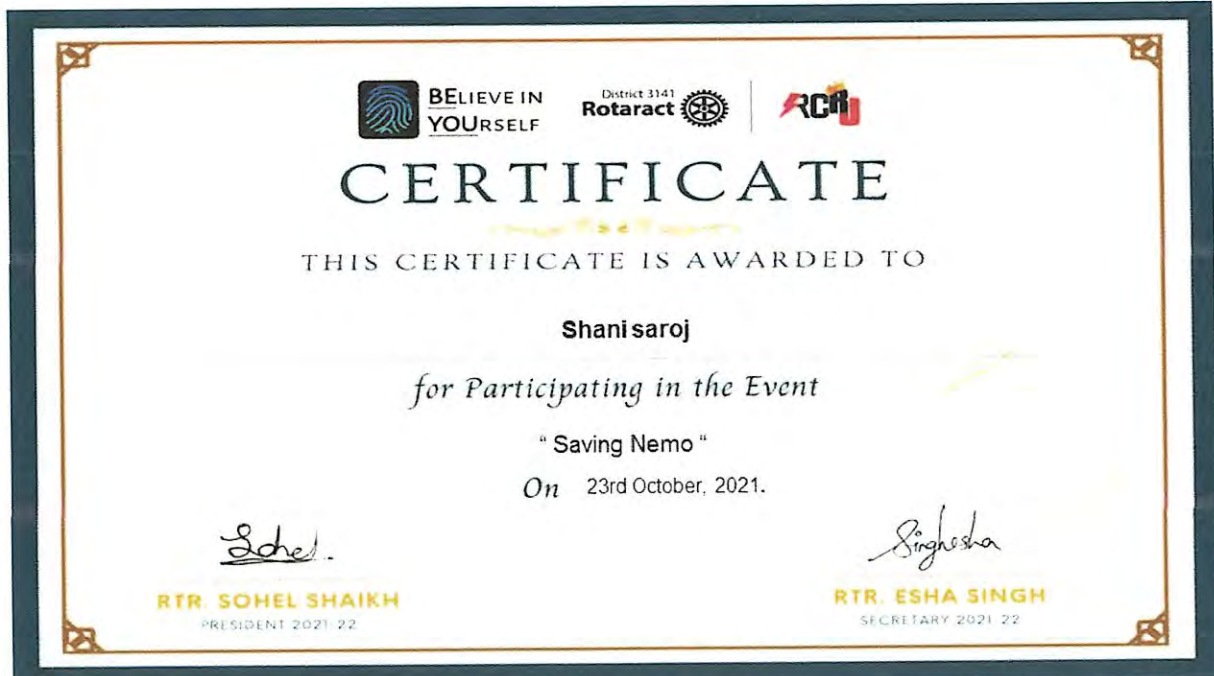 BELIEVE IN
YOURSELF
District 3141
Rotaract
RCRU
CERTIFICATE
THIS CERTIFICATE IS AWARDED TO
Shani saroj
for Participating in the Event
“ Saving Nemo “
On 23rd October, 2021.
Sohel.
Singhesha
RTR. SOHEL SHAIKH
PRESIDENT 2021-22
RTR. ESHA SINGH
SECRETARY 2021-22